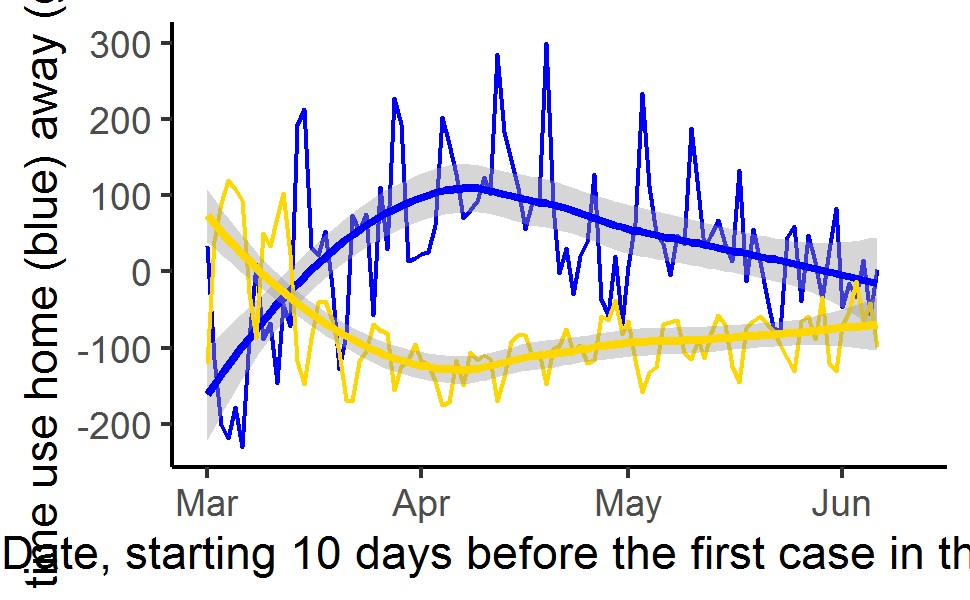 time use home (blue) away (
300
200
100
0
-100
-200
Mar Apr May Jun
Date, starting 10 days before the first case in th